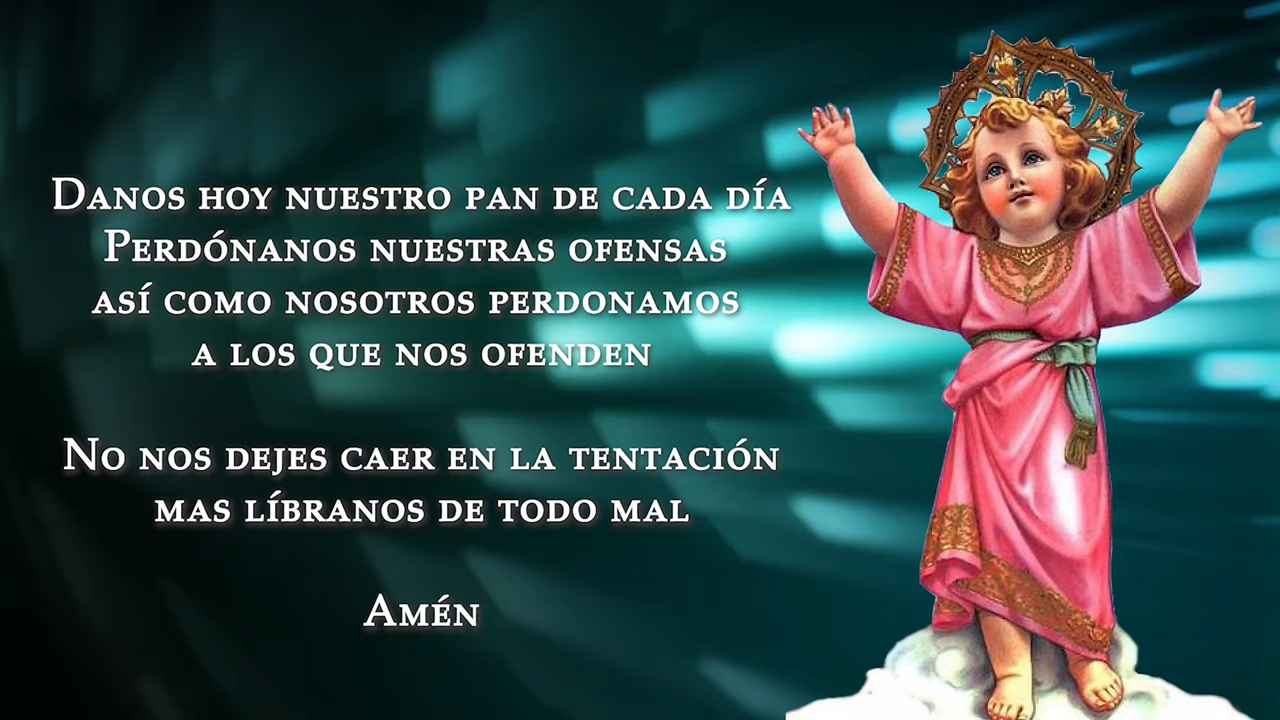 Danos hoy nuestro pan de cada día
Perdónanos nuestras ofensas
así como nosotros perdonamos
a los que nos ofenden
No nos dejes caer en la tentación
mas líbranos de todo mal
Amén